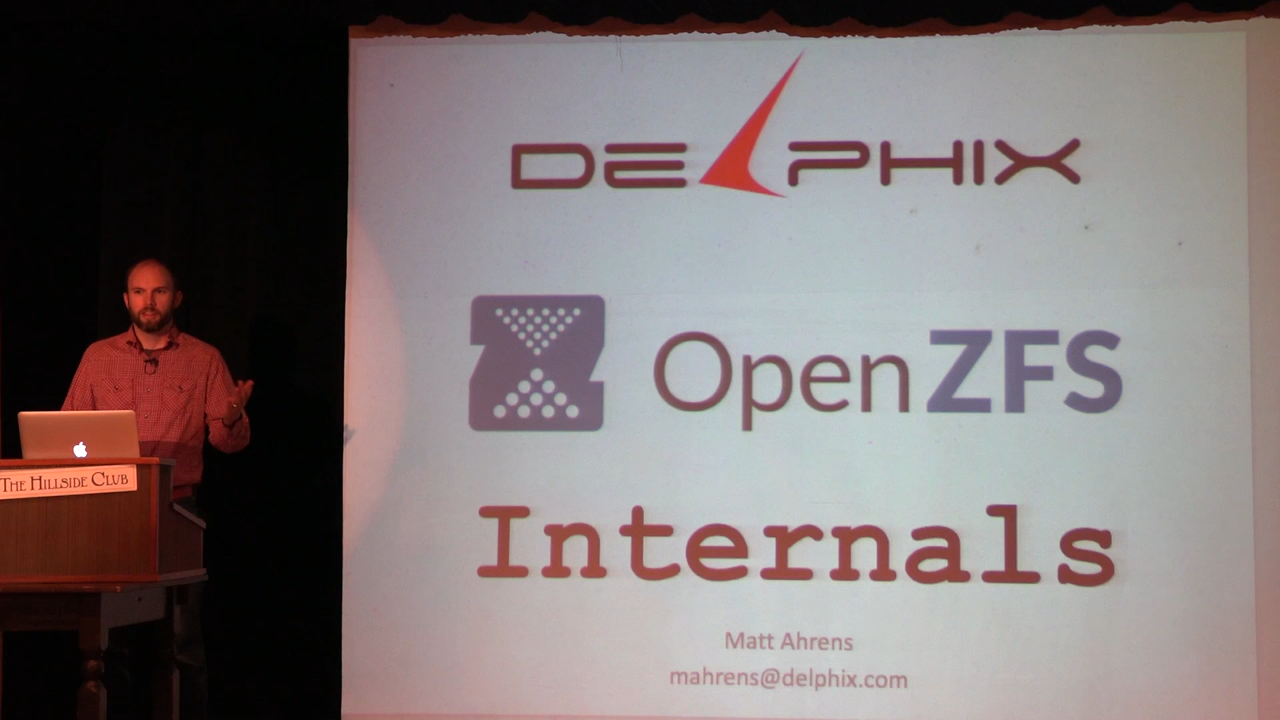 DELPHIX
OpenZFS
Internals
Matt Ahrens
mahrens@delphix.com
THE HILLSIDE CLUB